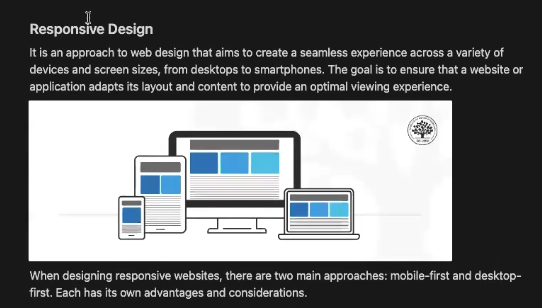 Responsive Design
It is an approach to web design that aims to create a seamless experience across a variety of
devices and screen sizes, from desktops to smartphones. The goal is to ensure that a website or
application adapts its layout and content to provide an optimal viewing experience.
When designing responsive websites, there are two main approaches: mobile-first and desktop-
first. Each has its own advantages and considerations.